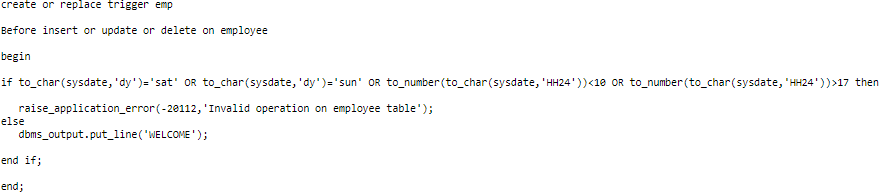 create or replace trigger emp
Before insert or update or delete on employee
begin
if to_char(sysdate,'dy')='sat' OR to_char(sysdate,'dy')='sun' OR to_number(to_char(sysdate,'HH24'))<10 OR to_number(to_char(sysdate,'HH24'))>17 then
raise_application_error(-20112,'Invalid operation on employee table');
else
dbms_output.put_line('WELCOME');
end if;
end;